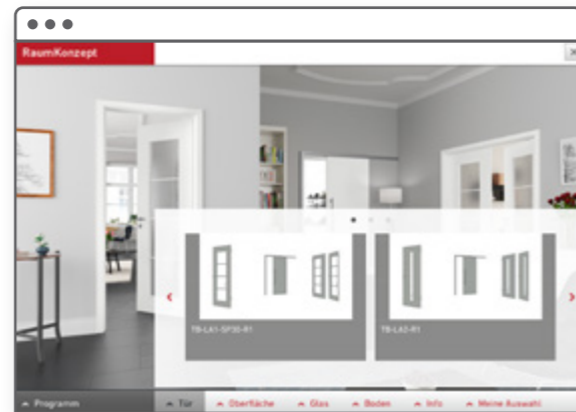 RaumKonzept
TB-LA1-SP30-R1
TB-LA2-R1
Programm
Tür
Oberfläche
Glas
Boden
Info
Meine Auswahl